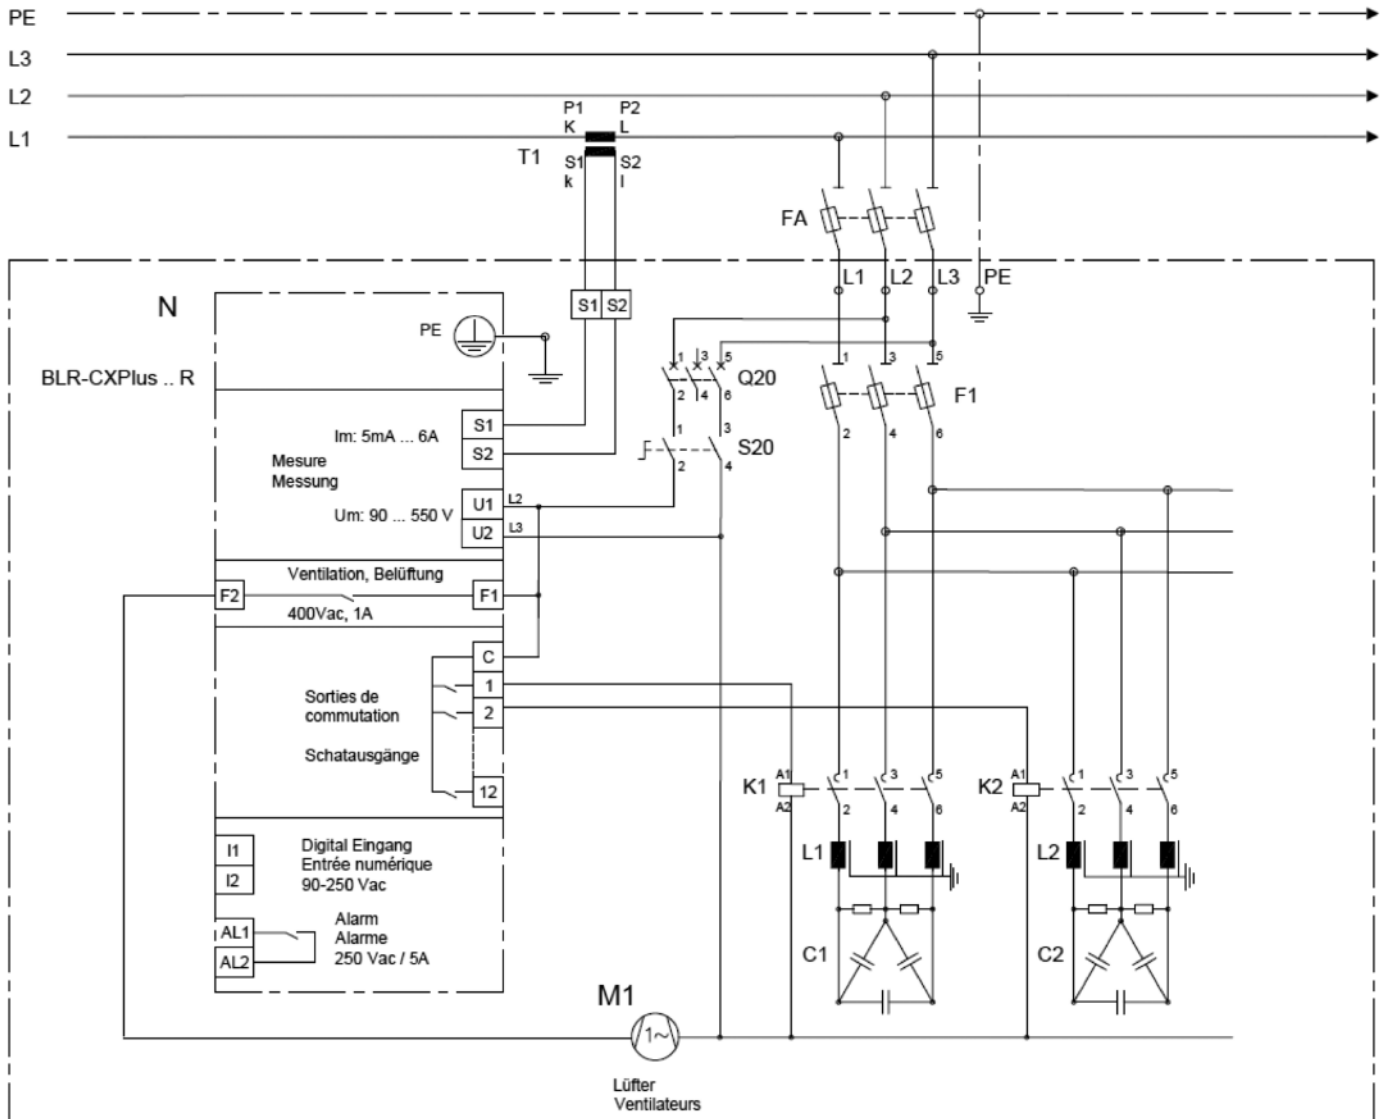 PE
L3
L2
L1
P1 P2
K L
T1
S1 S2
k l
FA
L1 L2 L3 PE
N
BLR-CXPlus .. R
PE
S1 S2
1 3 5
Q20
2 4 6
1 3 5
F1
2 4 6
Im: 5mA ... 6A
S1
S2
Mesure
Messung
1 3
S20
2 4
Um: 90 ... 550 V
U1 L2
U2 L3
Ventilation, Belüftung
F2 F1
400Vac, 1A
C
1
2
12
Sorties de
commutation
Schatausgänge
K1
A1
A2
1 3 5
2 4 6
K2
A1
A2
1 3 5
2 4 6
I1
I2
Digital Eingang
Entrée numérique
90-250 Vac
L1
L2
AL1
AL2
Alarm
Alarme
250 Vac / 5A
C1
C2
M1
1~
Lüfter
Ventilateurs